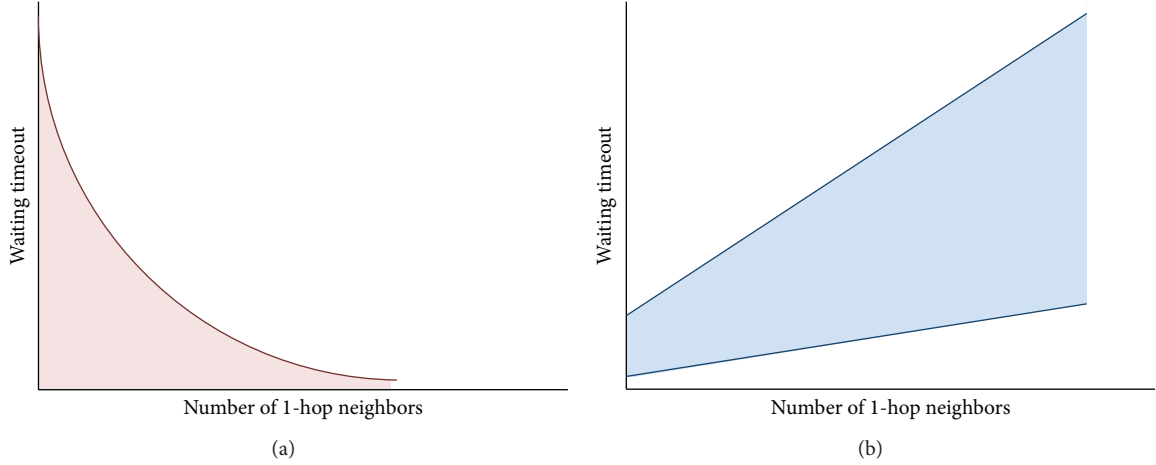 Waiting timeout
Number of 1-hop neighbors
(a)
Waiting timeout
Number of 1-hop neighbors
(b)